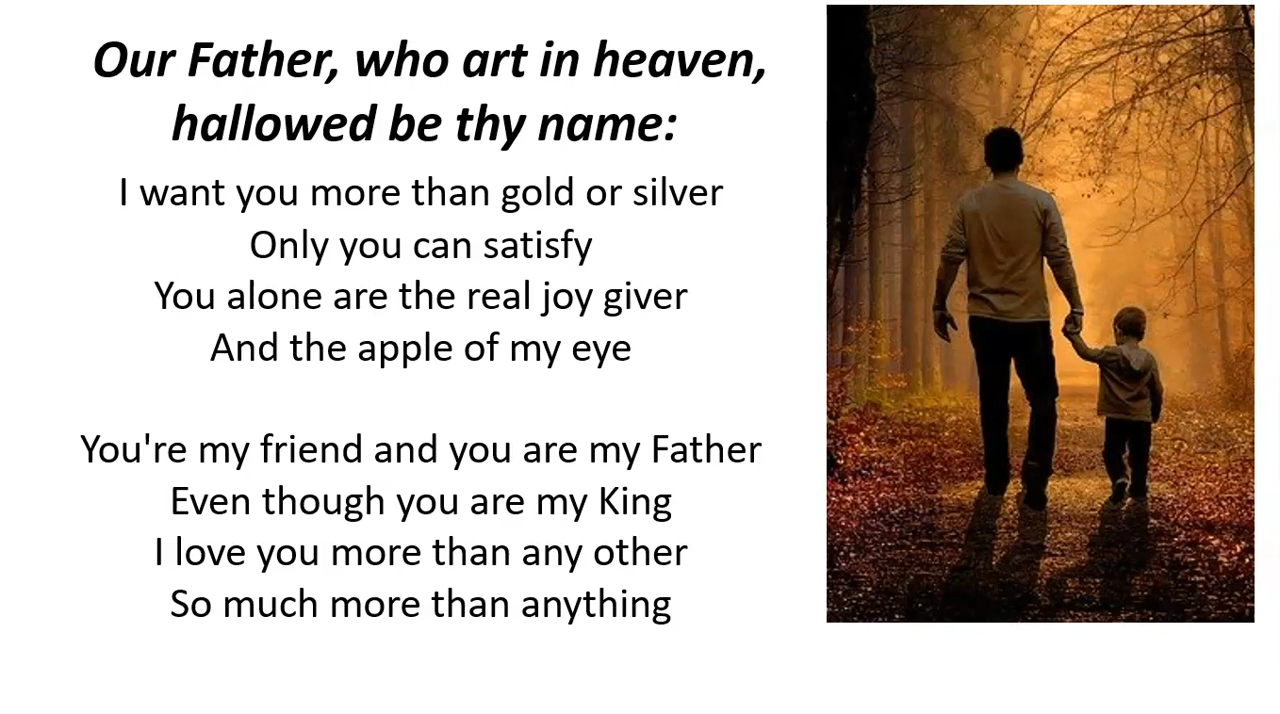 Our Father, who art in heaven,
hallowed be thy name:
I want you more than gold or silver
Only you can satisfy
You alone are the real joy giver
And the apple of my eye
You're my friend and you are my Father
Even though you are my King
I love you more than any other
So much more than anything